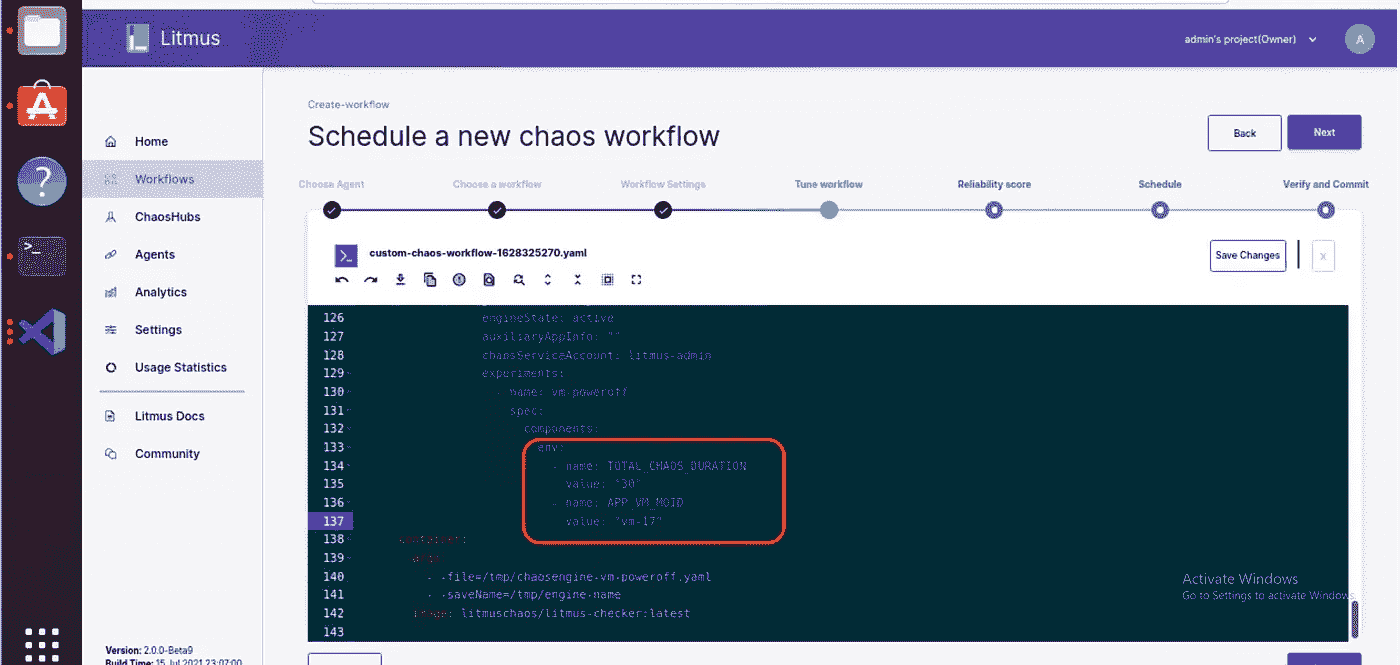 Litmus
admin's project(Owner)
A
Home
Workflows
ChaosHubs
Agents
Analytics
Settings
Usage Statistics
Litmus Docs
Community
Version: 2.0.0-Beta9
Build Time: 15 Jul 2021 23:07:00
Create-workflow
Schedule a new chaos workflow
Back
Next
Choose Agent
Choose a workflow
Workflow Settings
Tune workflow
Reliability score
Schedule
Verify and Commit
custom-chaos-workflow-1628325270.yaml
Save Changes
x
126 engineState: active
127 auxiliaryAppInfo: ""
128 chaosServiceAccount: litmus-admin
129 experiments:
130 - name: vm-poweroff
131 spec:
132 components:
133 env:
134 - name: TOTAL_CHAOS_DURATION
135 value: "30"
136 - name: APP_VM_MOID
137 value: "vm-17"
138 container:
139 args:
140 - -file=/tmp/chaosengine-vm-poweroff.yaml
141 - -saveName=/tmp/engine-name
142 image: litmuschaos/litmus-checker:latest
143
Activate Windows
Go to Settings to activate Windows.